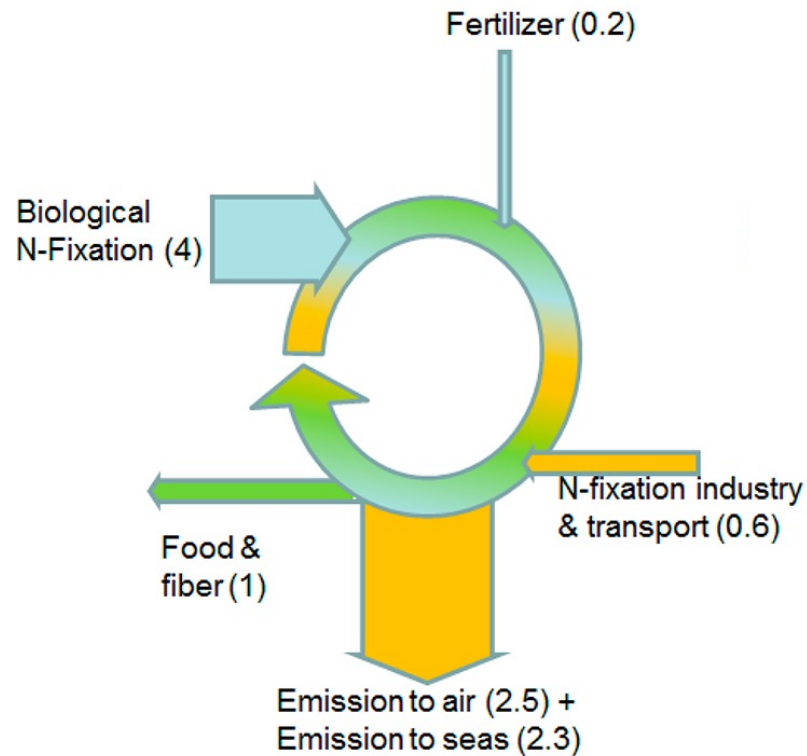 Fertilizer (0.2)
Biological
N-Fixation (4)
N-fixation industry
& transport (0.6)
Food &
fiber (1)
Emission to air (2.5) +
Emission to seas (2.3)